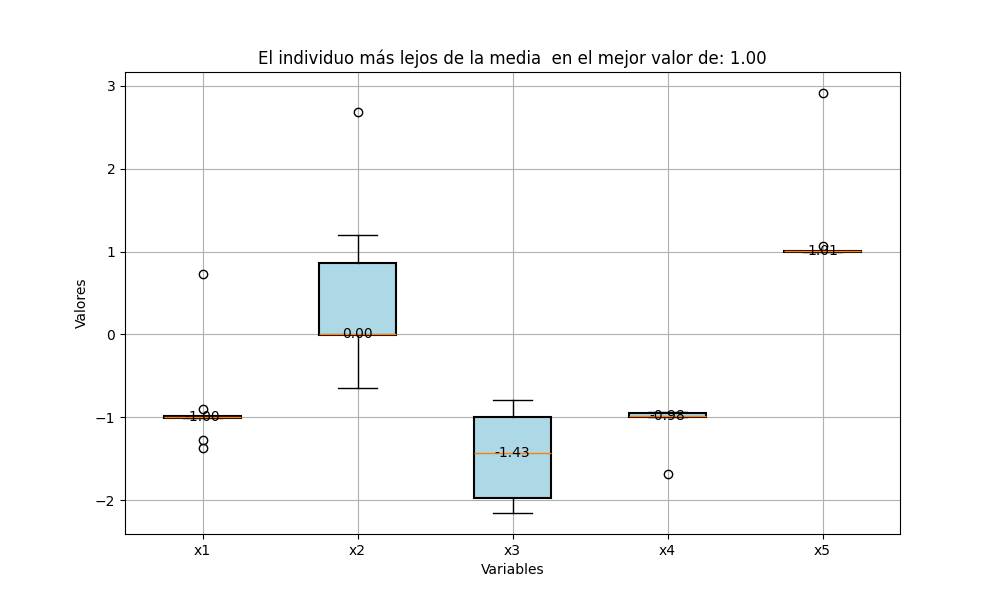 El individuo más lejos de la media  en el mejor valor de: 1.00
Valores
3
2
1
0
−1
−2
-1.00
0.00
-1.43
-0.98
1.01
x1 x2 x3 x4 x5
Variables